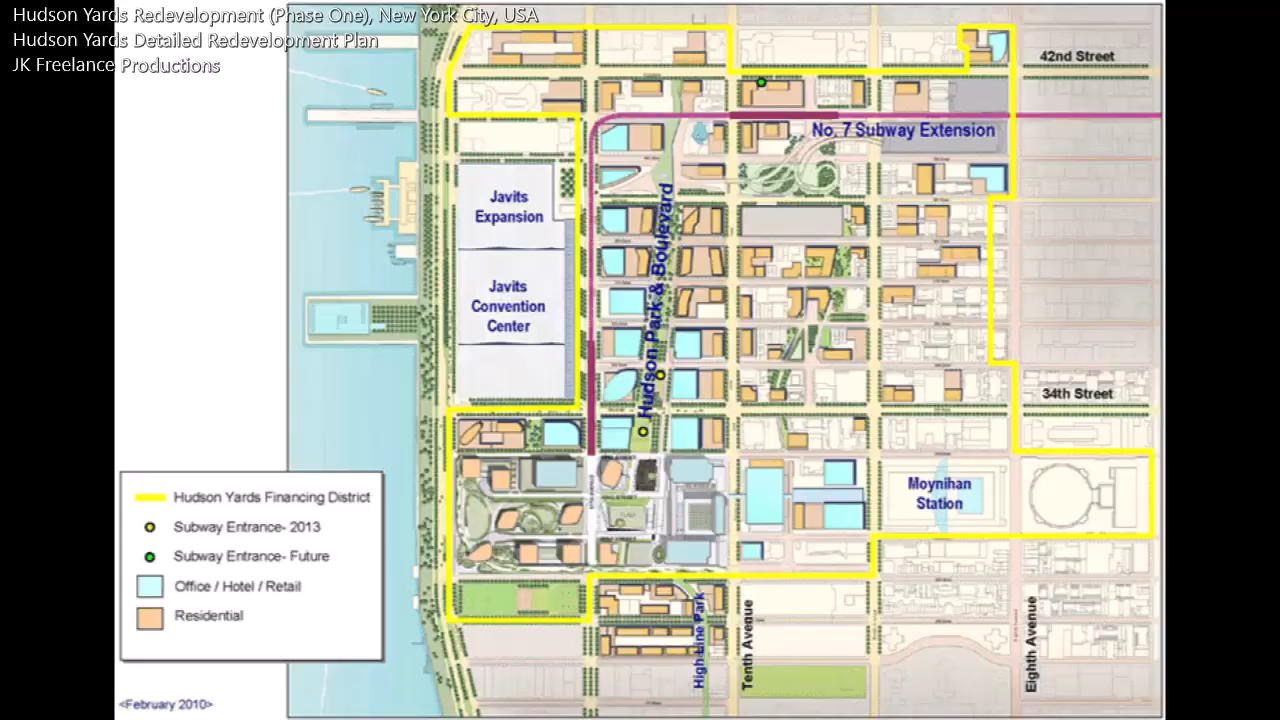 Hudson Yards Redevelopment (Phase One), New York City, USA
Hudson Yards Detailed Redevelopment Plan
JK Freelance Productions
42nd Street
No. 7 Subway Extension
Javits
Expansion
Hudson Park & Boulevard
Javits
Convention
Center
34th Street
Moynihan
Station
Hudson Yards Financing District
Subway Entrance- 2013
Subway Entrance- Future
Office / Hotel / Retail
Residential
High Line Park
Tenth Avenue
Eighth Avenue
<February 2010>